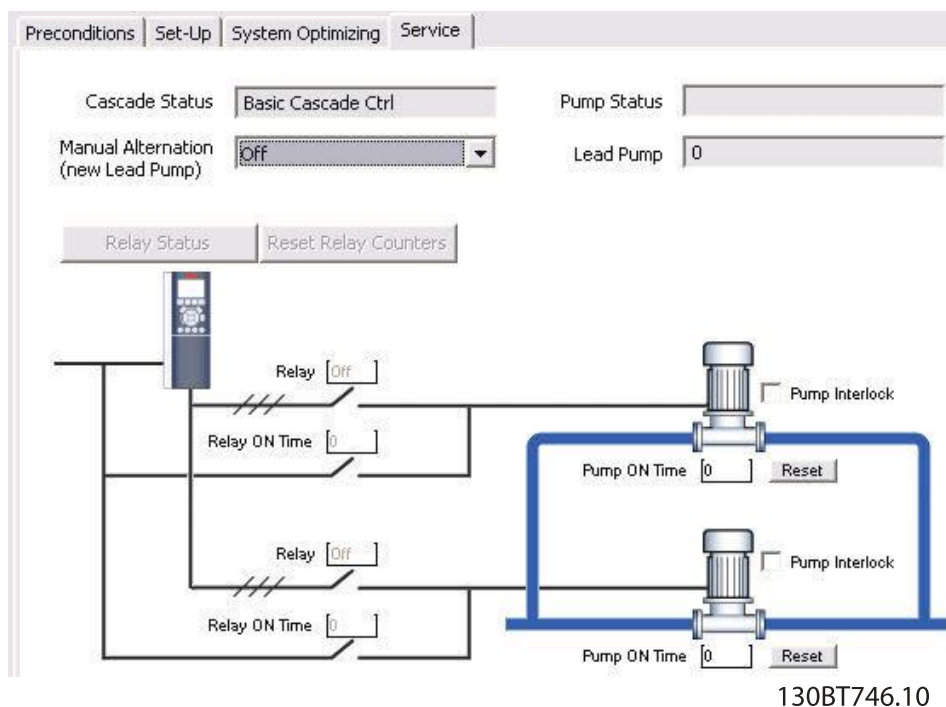 Preconditions Set-Up System Optimizing Service
Cascade Status Basic Cascade Ctrl Pump Status
Manual Alternation
(new Lead Pump) Off Lead Pump 0
Relay Status Reset Relay Counters
Relay Off
Pump Interlock
Relay ON Time 0
Pump ON Time 0 Reset
Relay Off
Pump Interlock
Relay ON Time 0
Pump ON Time 0 Reset
130BT746.10